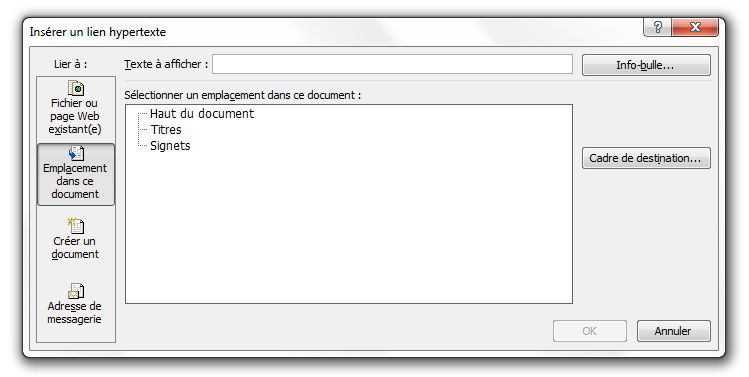 Insérer un lien hypertexte
Lier à :
Texte à afficher :
Info-bulle...
Fichier ou
page Web
existant(e)
Emplacement
dans ce
document
Créer un
document
Adresse de
messagerie
Sélectionner un emplacement dans ce document :
Haut du document
Titres
Signets
Cadre de destination...
OK
Annuler